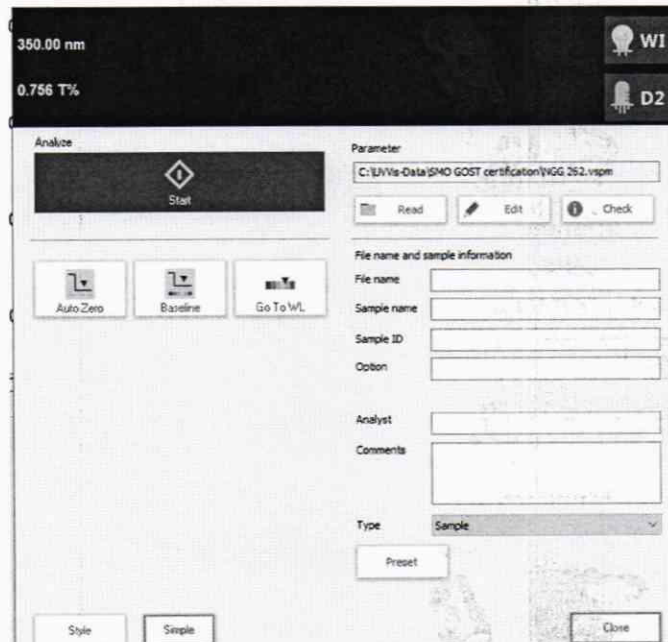 350.00 nm
WI
0.756 T%
D2
Analyze
Start
Auto Zero
Baseline
Go To WL
Parameter
C:\UVVis-Data\SMO GOST certification\NGG 262.vspm
Read
Edit
Check
File name and sample information
File name
Sample name
Sample ID
Option
Analyst
Comments
Type
Sample
Preset
Style
Simple
Close